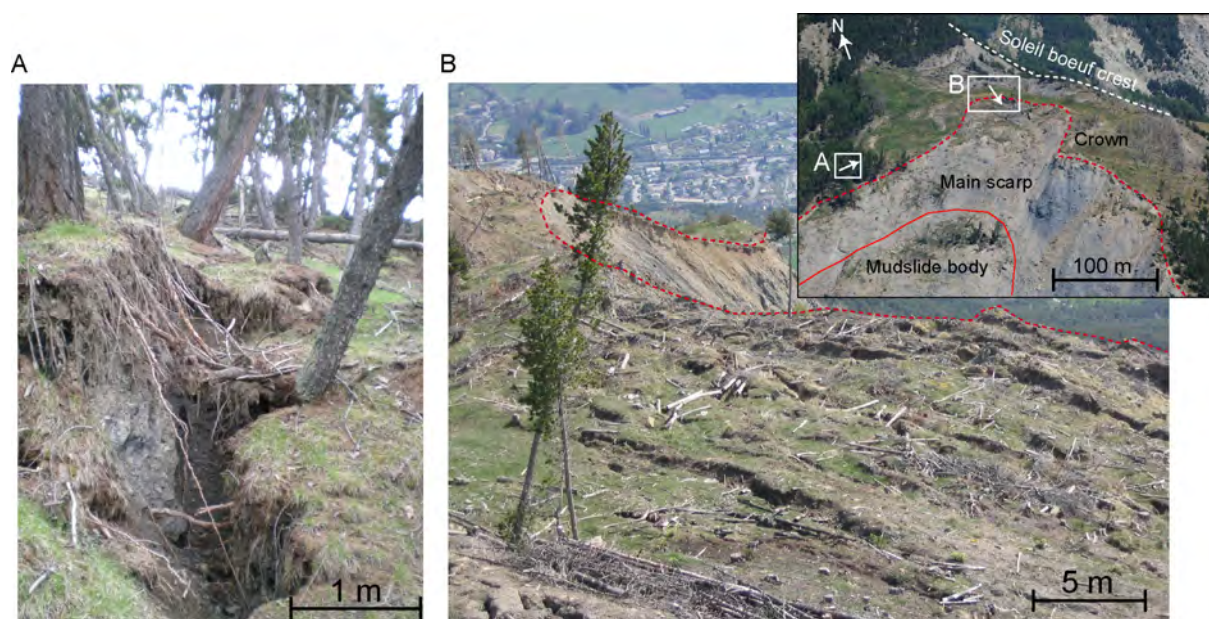 A
B
N
Soleil boeuf crest
B
Crown
A
Main scarp
Mudslide body
100 m
1 m
5 m